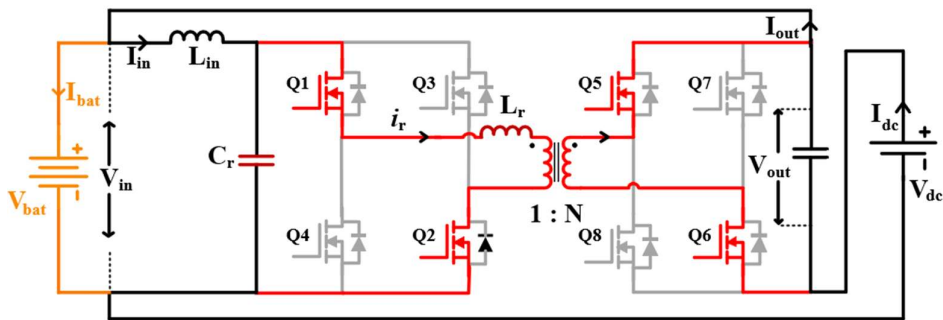 I_out
I_in
L_in
Q1
Q3
Q5
Q7
I_bat
i_r
L_r
I_dc
+
+
V_in
C_r
V_out
V_bat
-
-
V_dc
1 : N
Q4
Q2
Q8
Q6